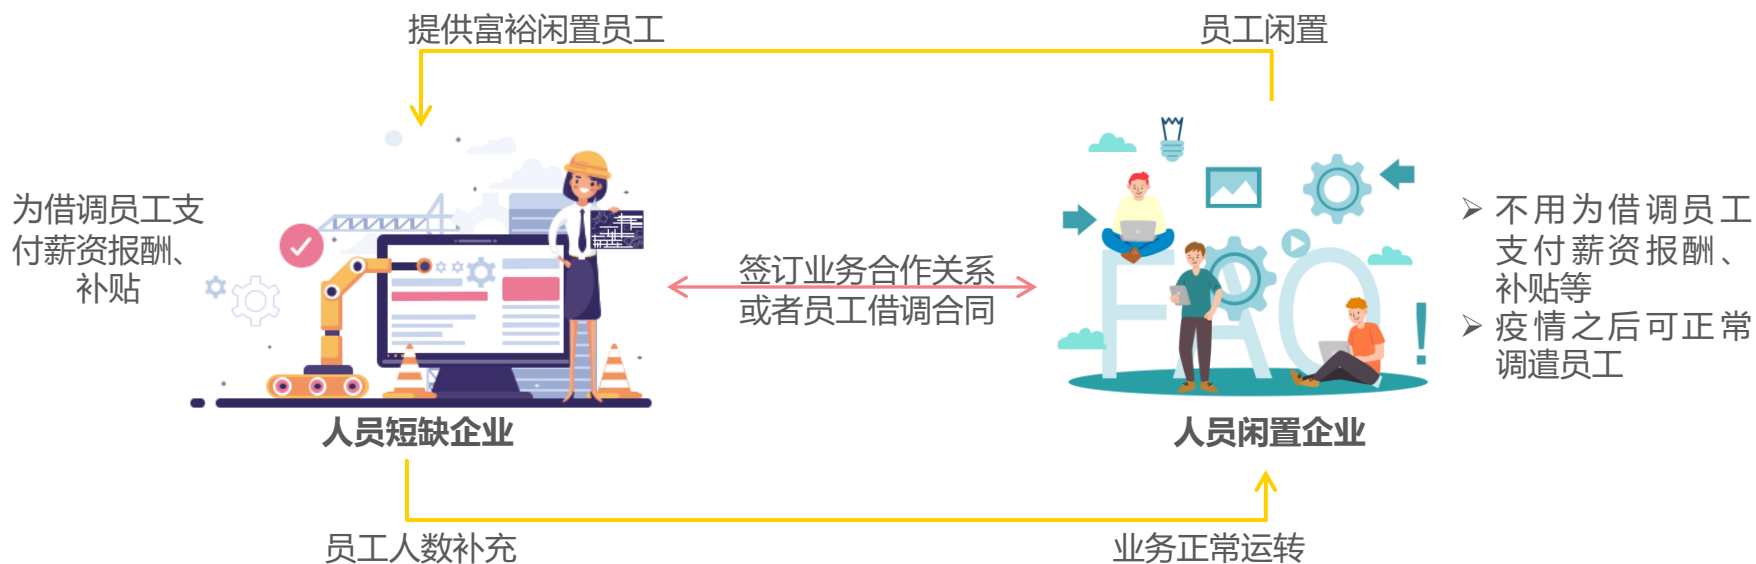 提供富裕闲置员工
员工闲置
为借调员工支
付薪资报酬、
补贴
签订业务合作关系
或者员工借调合同
FAQ
!
➢ 不用为借调员工
支付薪资报酬、
补贴等
➢ 疫情之后可正常
调遣员工
人员短缺企业
人员闲置企业
员工人数补充
业务正常运转